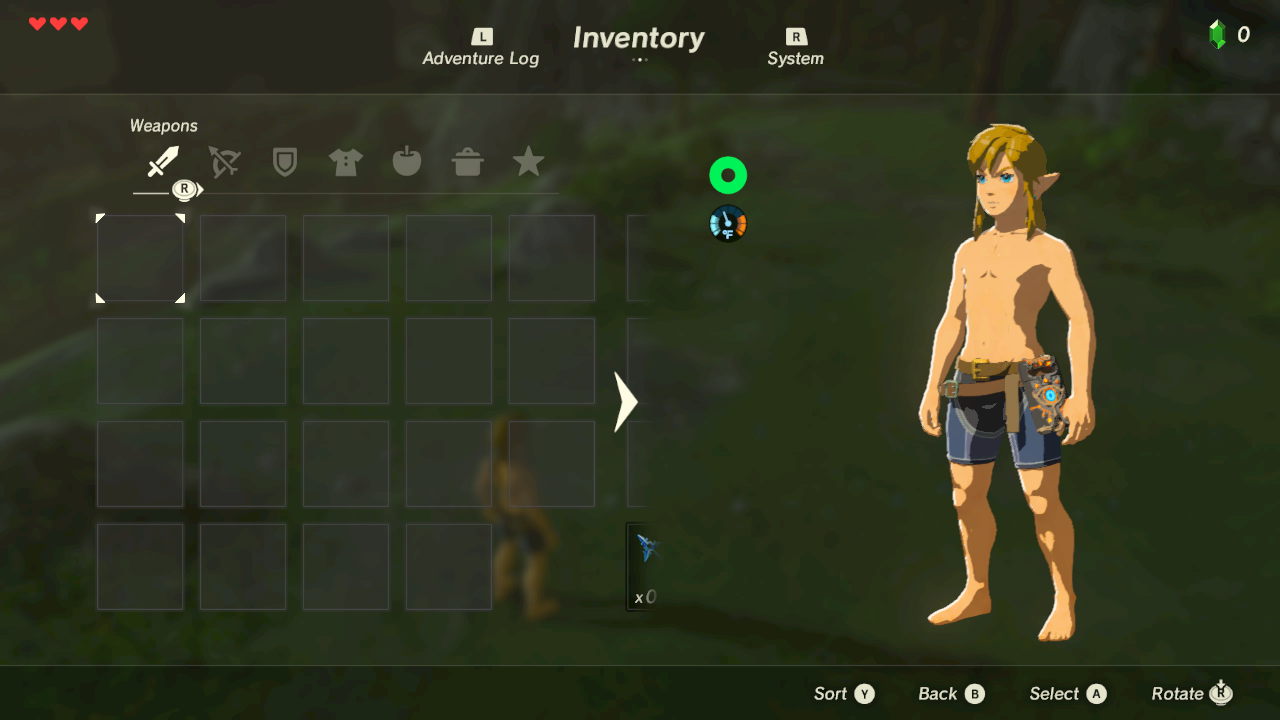 L
Inventory
R
0
Adventure Log
System
Weapons
R
°F
x0
Sort Y
Back B
Select A
Rotate R